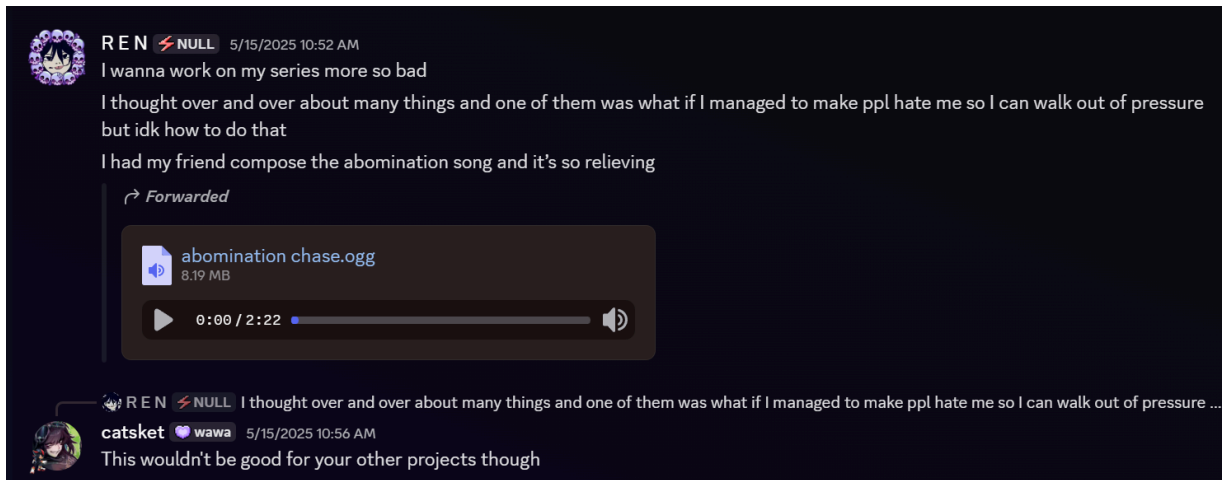 R E N NULL 5/15/2025 10:52 AM
I wanna work on my series more so bad
I thought over and over about many things and one of them was what if I managed to make ppl hate me so I can walk out of pressure
but idk how to do that
I had my friend compose the abomination song and it's so relieving
Forwarded
abomination chase.ogg
8.19 MB
0:00 / 2:22
R E N NULL I thought over and over about many things and one of them was what if I managed to make ppl hate me so I can walk out of pressure ...
catsket wawa 5/15/2025 10:56 AM
This wouldn't be good for your other projects though